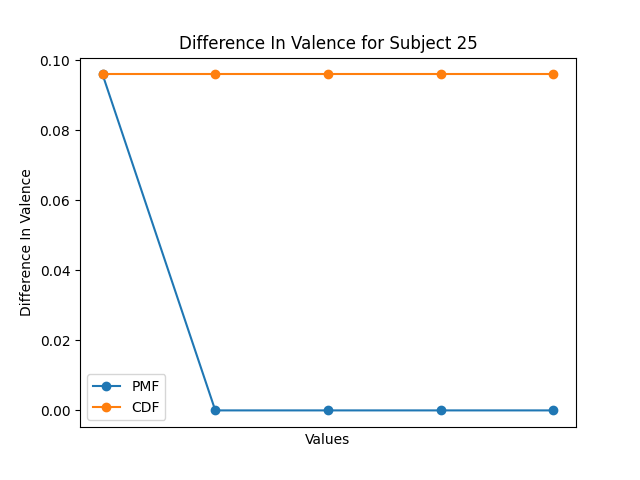 Difference In Valence for Subject 25
Difference In Valence
0.10
0.08
0.06
0.04
0.02
0.00
PMF
CDF
Values